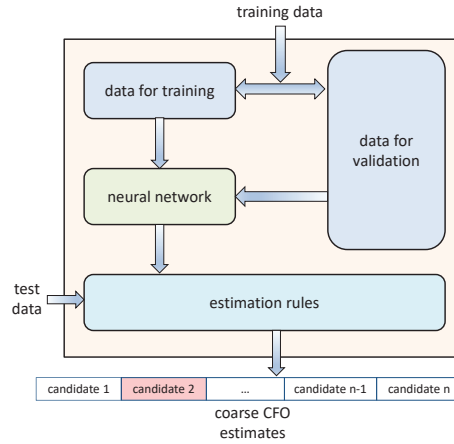 training data
data for training
data for
validation
neural network
test
data
estimation rules
candidate 1 candidate 2 ... candidate n-1 candidate n
coarse CFO
estimates